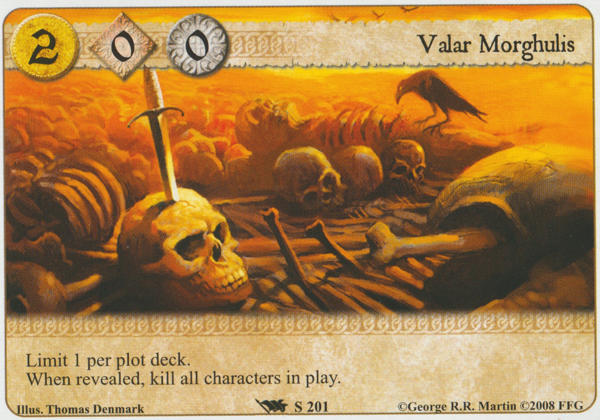 2 0 0 Valar Morghulis
Limit 1 per plot deck.
When revealed, kill all characters in play.
Illus. Thomas Denmark S 201 ©George R.R. Martin ©2008 FFG